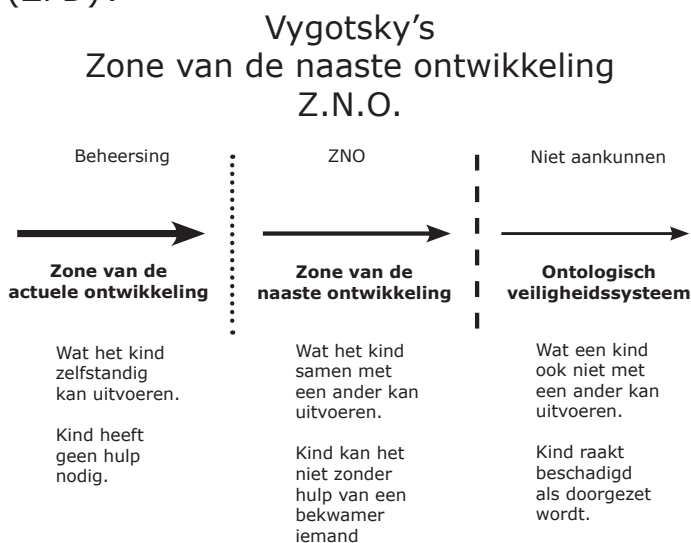 Vygotsky’s
Zone van de naaste ontwikkeling
Z.N.O.
Beheersing
ZNO
Niet aankunnen
Zone van de
actuele ontwikkeling
Zone van de
naaste ontwikkeling
Ontologisch
veiligheidssysteem
Wat het kind
zelfstandig
kan uitvoeren.
Kind heeft
geen hulp
nodig.
Wat het kind
samen met
een ander kan
uitvoeren.
Kind kan het
niet zonder
hulp van een
bekwamer
iemand
Wat een kind
ook niet met
een ander kan
uitvoeren.
Kind raakt
beschadigd
als doorgezet
wordt.